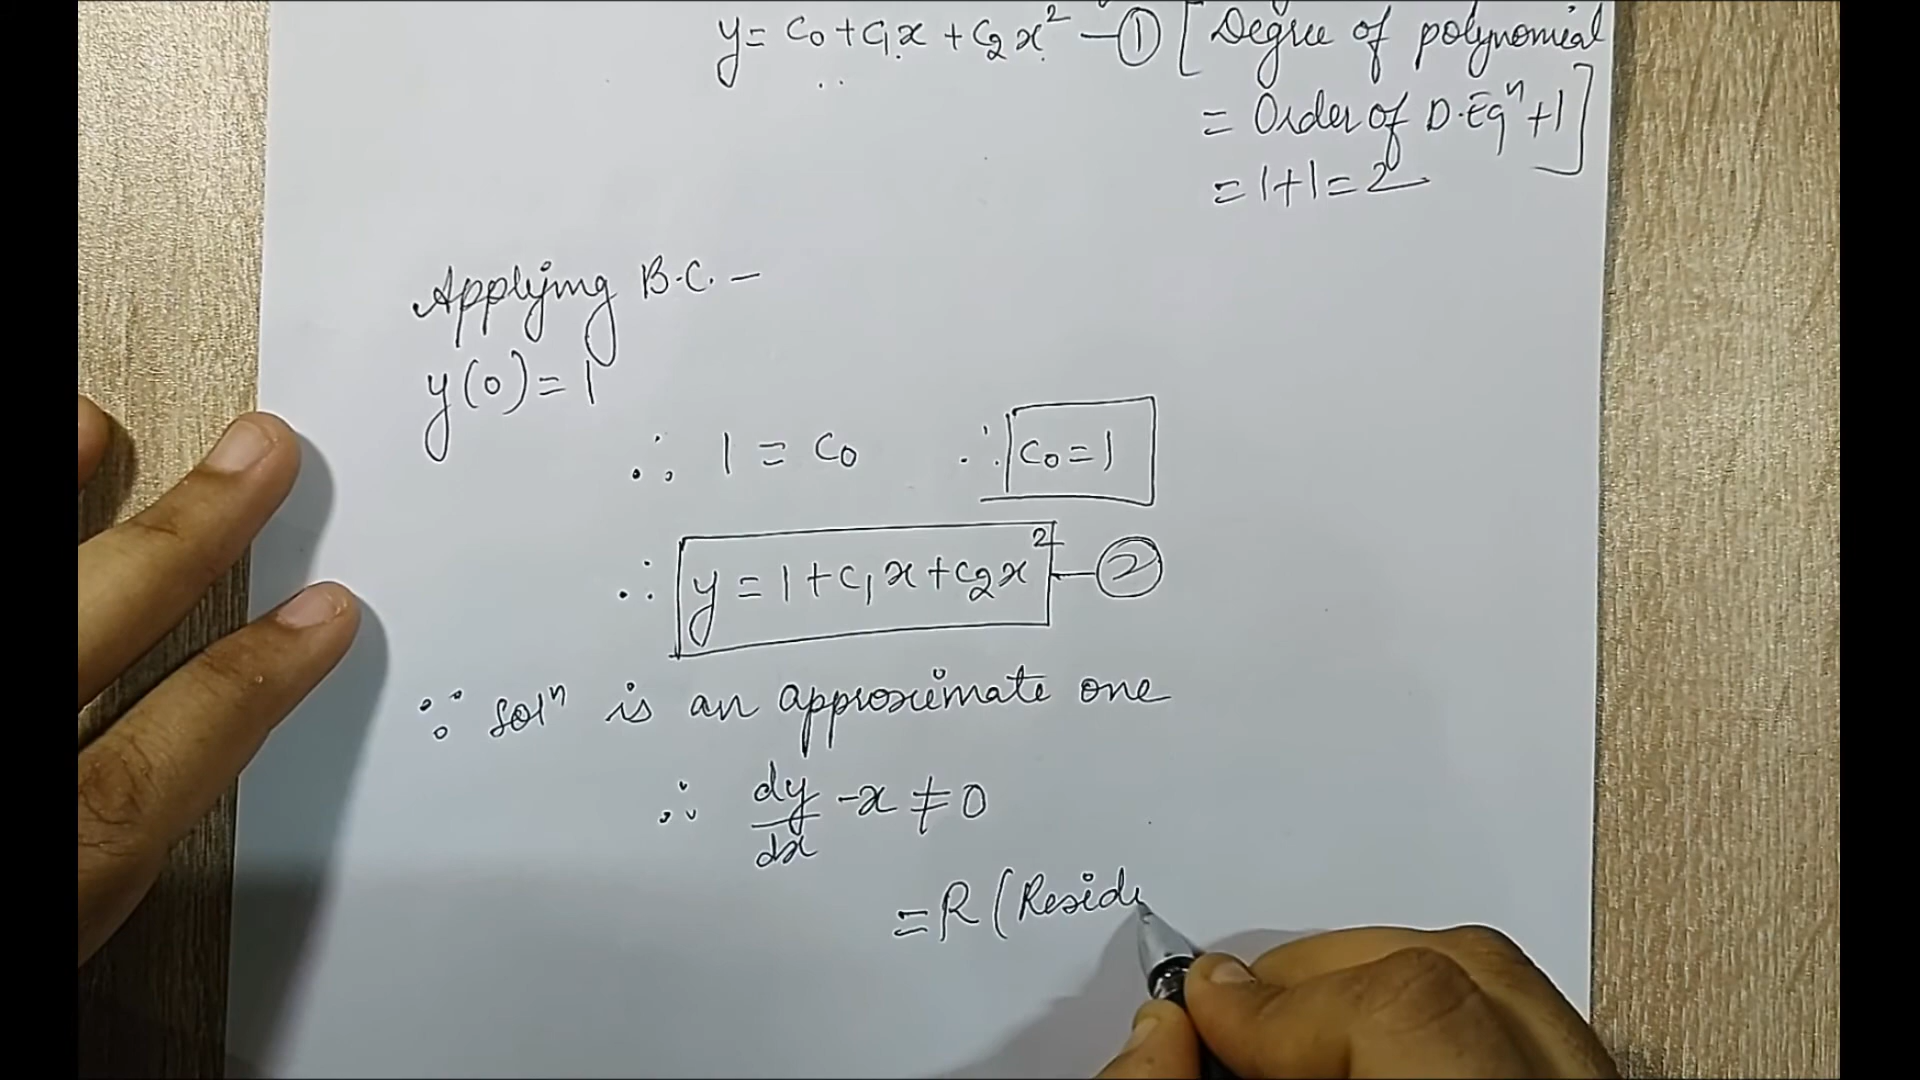 y = c₀ + c₁x + c₂x² — ① [Degree of polynomial
= Order of D.Eqⁿ + 1]
= 1+1 = 2
Applying B.C. —
y(0) = 1
∴ 1 = c₀ ∴ c₀ = 1
∴ y = 1 + c₁x + c₂x² — ②
∵ solⁿ is an approximate one
∴ dy/dx - x ≠ 0
= R (Resid